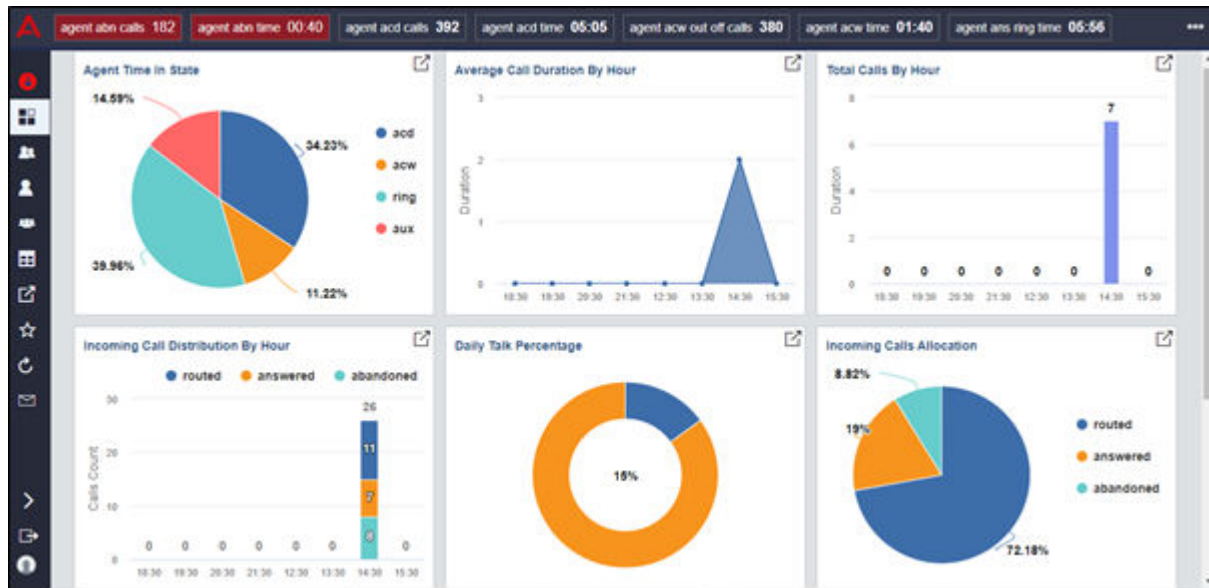 agent abn calls 182 agent abn time 00:40 agent acd calls 392 agent acd time 05:05 agent acw out off calls 380 agent acw time 01:40 agent ans ring time 05:56
Agent Time In State
14.59%
34.23%
39.96%
11.22%
acd
acw
ring
aux
Average Call Duration By Hour
Duration
3
2
1
0
18:30 19:30 20:30 21:30 12:30 13:30 14:30 15:30
Total Calls By Hour
Duration
8
6
4
2
0
0 0 0 0 0 0 7 0
18:30 19:30 20:30 21:30 12:30 13:30 14:30 15:30
Incoming Call Distribution By Hour
routed answered abandoned
Calls Count
30
20
10
0
26
11
7
8
0 0 0 0 0 0 0
18:30 19:30 20:30 21:30 12:30 13:30 14:30 15:30
Daily Talk Percentage
15%
Incoming Calls Allocation
8.82%
19%
72.18%
routed
answered
abandoned